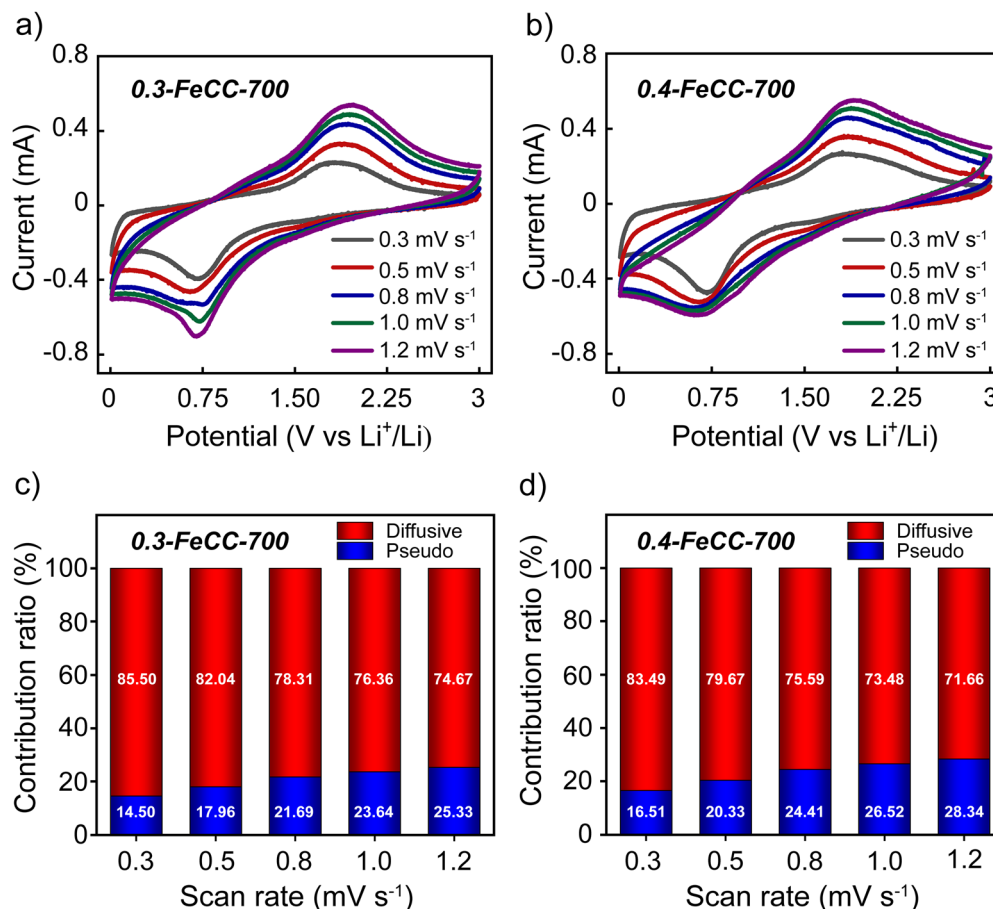 a)
0.8
0.4
0
-0.4
-0.8
Current (mA)
0.3-FeCC-700
0.3 mV s⁻¹
0.5 mV s⁻¹
0.8 mV s⁻¹
1.0 mV s⁻¹
1.2 mV s⁻¹
0 0.75 1.50 2.25 3
Potential (V vs Li⁺/Li)
b)
0.8
0.4
0
-0.4
-0.8
Current (mA)
0.4-FeCC-700
0.3 mV s⁻¹
0.5 mV s⁻¹
0.8 mV s⁻¹
1.0 mV s⁻¹
1.2 mV s⁻¹
0 0.75 1.50 2.25 3
Potential (V vs Li⁺/Li)
c)
0.3-FeCC-700
Diffusive
Pseudo
Contribution ratio (%)
100
80
60
40
20
0
85.50 82.04 78.31 76.36 74.67
14.50 17.96 21.69 23.64 25.33
0.3 0.5 0.8 1.0 1.2
Scan rate (mV s⁻¹)
d)
0.4-FeCC-700
Diffusive
Pseudo
Contribution ratio (%)
100
80
60
40
20
0
83.49 79.67 75.59 73.48 71.66
16.51 20.33 24.41 26.52 28.34
0.3 0.5 0.8 1.0 1.2
Scan rate (mV s⁻¹)